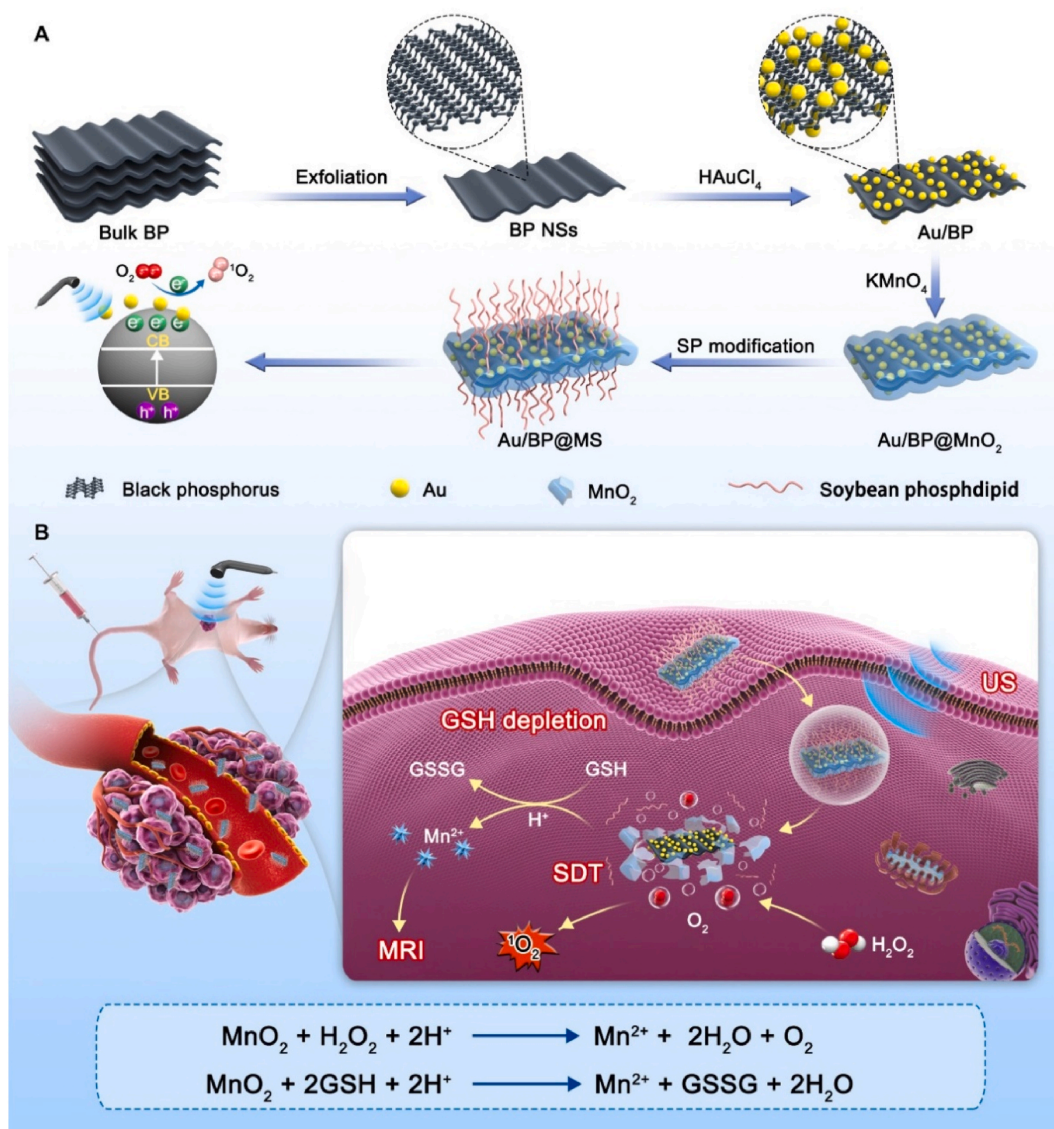 A
Bulk BP
Exfoliation
BP NSs
HAuCl₄
Au/BP
KMnO₄
O₂
e⁻
¹O₂
e⁻ e⁻ e⁻
CB
VB
h⁺ h⁺
Au/BP@MS
SP modification
Au/BP@MnO₂
Black phosphorus
Au
MnO₂
Soybean phosphdipid
B
US
GSH depletion
GSSG
GSH
H⁺
Mn²⁺
SDT
O₂
MRI
¹O₂
H₂O₂
MnO₂ + H₂O₂ + 2H⁺ → Mn²⁺ + 2H₂O + O₂
MnO₂ + 2GSH + 2H⁺ → Mn²⁺ + GSSG + 2H₂O